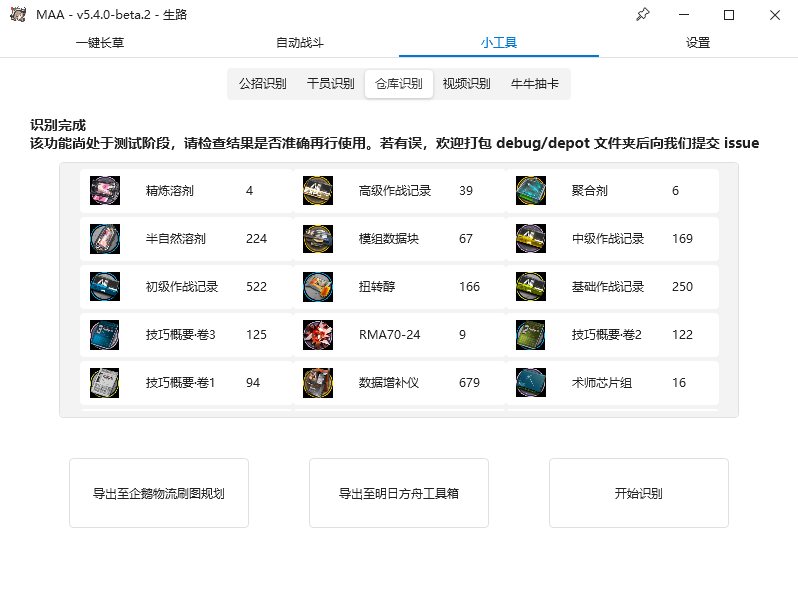 MAA - v5.4.0-beta.2 - 生路
一键长草 自动战斗 小工具 设置
公招识别 干员识别 仓库识别 视频识别 牛牛抽卡
识别完成
该功能尚处于测试阶段，请检查结果是否准确再行使用。若有误，欢迎打包 debug/depot 文件夹后向我们提交 issue
精炼溶剂 4 高级作战记录 39 聚合剂 6
半自然溶剂 224 模组数据块 67 中级作战记录 169
初级作战记录 522 扭转醇 166 基础作战记录 250
技巧概要·卷3 125 RMA70-24 9 技巧概要·卷2 122
技巧概要·卷1 94 数据增补仪 679 术师芯片组 16
导出至企鹅物流刷图规划 导出至明日方舟工具箱 开始识别